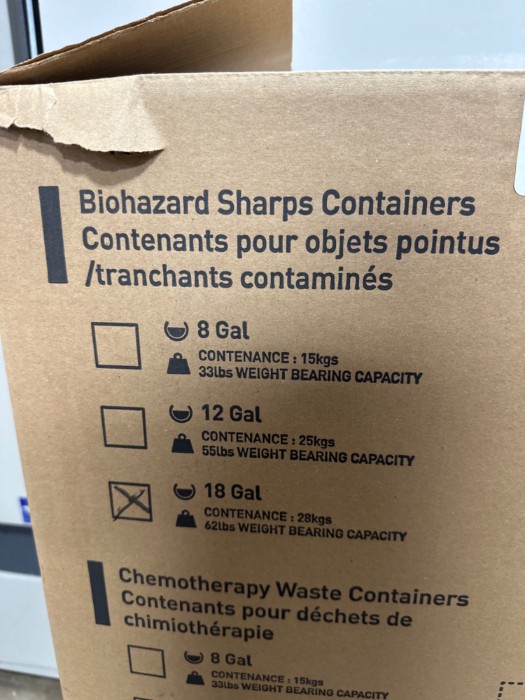 Biohazard Sharps Containers
Contenants pour objets pointus
/tranchants contaminés
8 Gal
CONTENANCE : 15kgs
33lbs WEIGHT BEARING CAPACITY
12 Gal
CONTENANCE : 25kgs
55lbs WEIGHT BEARING CAPACITY
18 Gal
CONTENANCE : 28kgs
62lbs WEIGHT BEARING CAPACITY
Chemotherapy Waste Containers
Contenants pour déchets de
chimiothérapie
8 Gal
CONTENANCE : 15kgs
33lbs WEIGHT BEARING CAPACITY